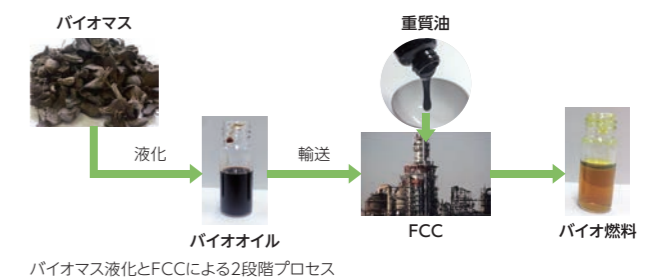 バイオマス
重質油
液化
輸送
バイオオイル
FCC
バイオ燃料
バイオマス液化とFCCによる2段階プロセス